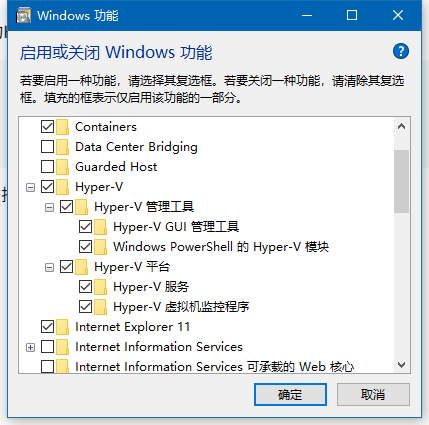 Windows 功能
启用或关闭 Windows 功能
若要启用一种功能，请选择其复选框。若要关闭一种功能，请清除其复选
框。填充的框表示仅启用该功能的一部分。
Containers
Data Center Bridging
Guarded Host
Hyper-V
Hyper-V 管理工具
Hyper-V GUI 管理工具
Windows PowerShell 的 Hyper-V 模块
Hyper-V 平台
Hyper-V 服务
Hyper-V 虚拟机监控程序
Internet Explorer 11
Internet Information Services
Internet Information Services 可承载的 Web 核心
确定
取消